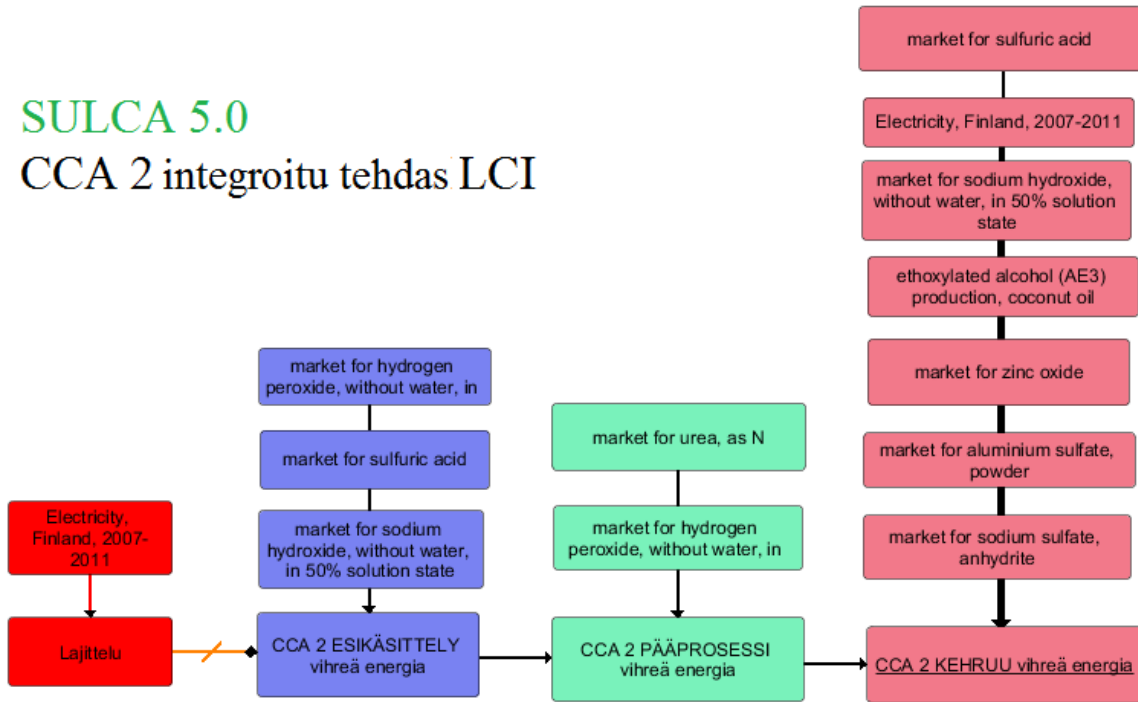 SULCA 5.0
CCA 2 integroitu tehdas LCI
market for sulfuric acid
Electricity, Finland, 2007-2011
market for sodium hydroxide,
without water, in 50% solution
state
ethoxylated alcohol (AE3)
production, coconut oil
market for zinc oxide
market for aluminium sulfate,
powder
market for sodium sulfate,
anhydrite
CCA 2 KEHRUU vihreä energia
market for hydrogen
peroxide, without water, in
market for sulfuric acid
market for sodium
hydroxide, without water,
in 50% solution state
CCA 2 ESIKÄSITTELY
vihreä energia
market for urea, as N
market for hydrogen
peroxide, without water, in
CCA 2 PÄÄPROSESSI
vihreä energia
Electricity,
Finland, 2007-
2011
Lajittelu